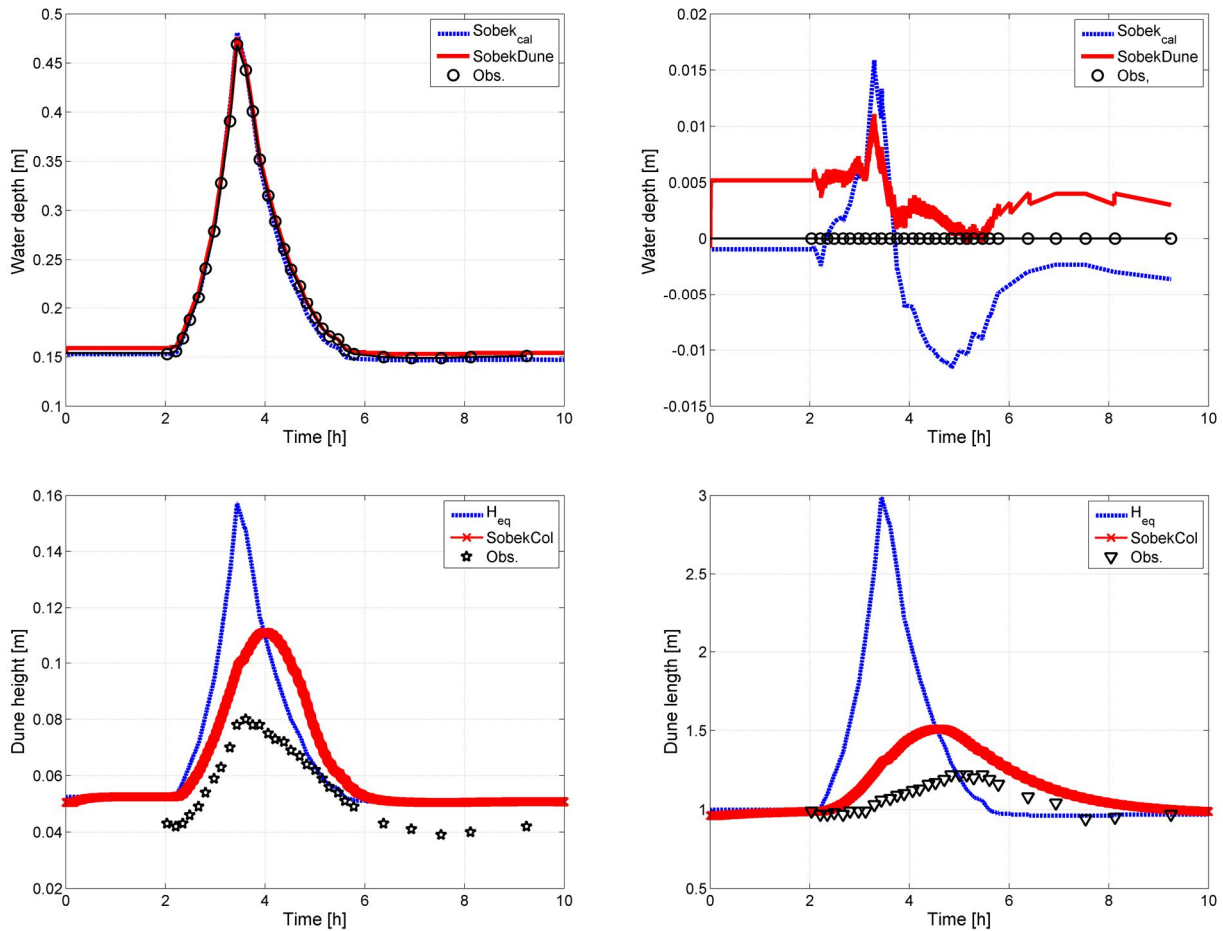 0.5
0.45
0.4
0.35
0.3
0.25
0.2
0.15
0.1
0 2 4 6 8 10
Water depth [m]
Time [h]
Sobek_cal
SobekDune
Obs.
0.02
0.015
0.01
0.005
0
-0.005
-0.01
-0.015
0 2 4 6 8 10
Water depth [m]
Time [h]
Sobek_cal
SobekDune
Obs,
0.16
0.14
0.12
0.1
0.08
0.06
0.04
0.02
0 2 4 6 8 10
Dune height [m]
Time [h]
H_eq
SobekCol
Obs.
3
2.5
2
1.5
1
0.5
0 2 4 6 8 10
Dune length [m]
Time [h]
H_eq
SobekCol
Obs.